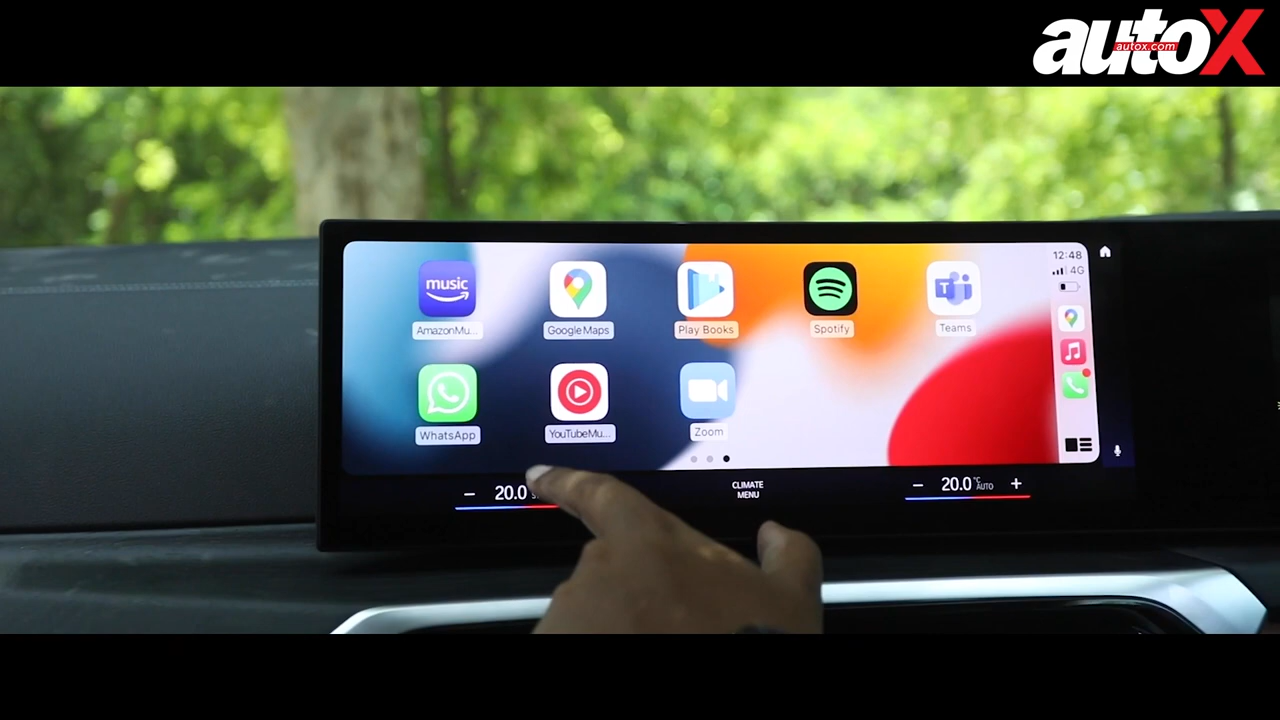 autoX
autox.com
12:48
4G
music
AmazonMu...
Google Maps
Play Books
Spotify
Teams
WhatsApp
YouTubeMu...
Zoom
− 20.0
CLIMATE
MENU
− 20.0 °C AUTO +